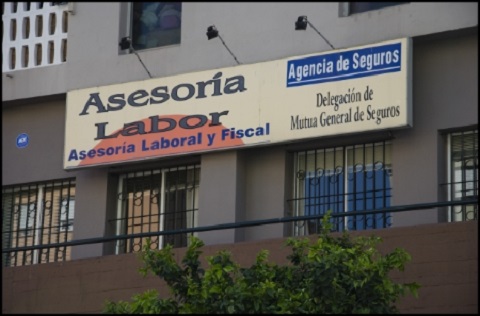 Asesoría
Labor
Asesoría Laboral y Fiscal
Agencia de Seguros
Delegación de
Mutua General de Seguros